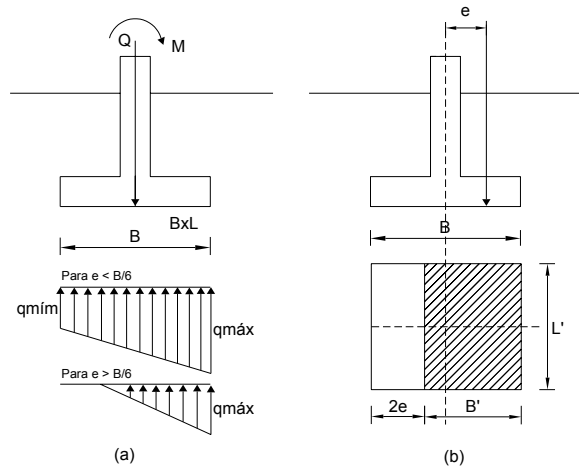 Q
M
BxL
B
Para e < B/6
qmím
qmáx
Para e > B/6
qmáx
(a)
e
B
L'
2e
B'
(b)